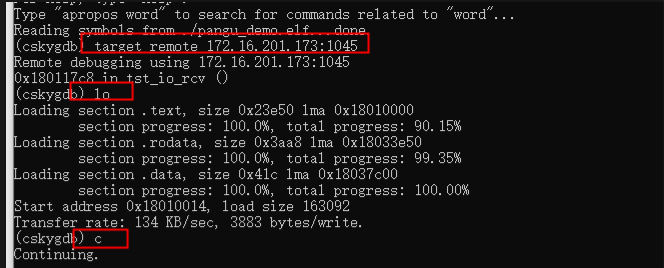 Type "apropos word" to search for commands related to "word"...
Reading symbols from ./pangu_demo.elf...done.
(cskygdb) target remote 172.16.201.173:1045
Remote debugging using 172.16.201.173:1045
0x180117c8 in tst_io_rcv ()
(cskygdb) lo
Loading section .text, size 0x23e50 lma 0x18010000
section progress: 100.0%, total progress: 90.15%
Loading section .rodata, size 0x3aa8 lma 0x18033e50
section progress: 100.0%, total progress: 99.35%
Loading section .data, size 0x41c lma 0x18037c00
section progress: 100.0%, total progress: 100.00%
Start address 0x18010014, load size 163092
Transfer rate: 134 KB/sec, 3883 bytes/write.
(cskygdb) c
Continuing.